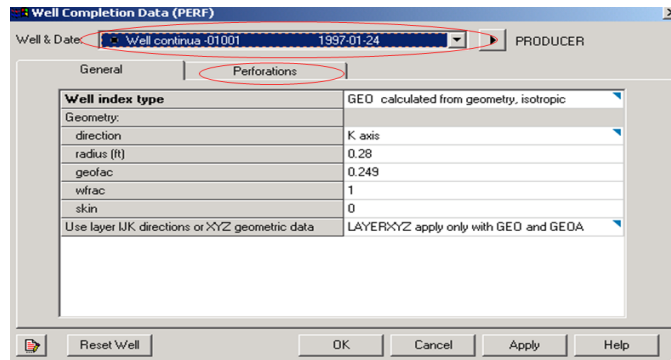 Well Completion Data (PERF)
Well & Date: Well continua -01001 1997-01-24 PRODUCER
General Perforations
Well index type GEO calculated from geometry, isotropic
Geometry:
direction K axis
radius (ft) 0.28
geofac 0.249
wfrac 1
skin 0
Use layer IJK directions or XYZ geometric data LAYERXYZ apply only with GEO and GEOA
Reset Well OK Cancel Apply Help